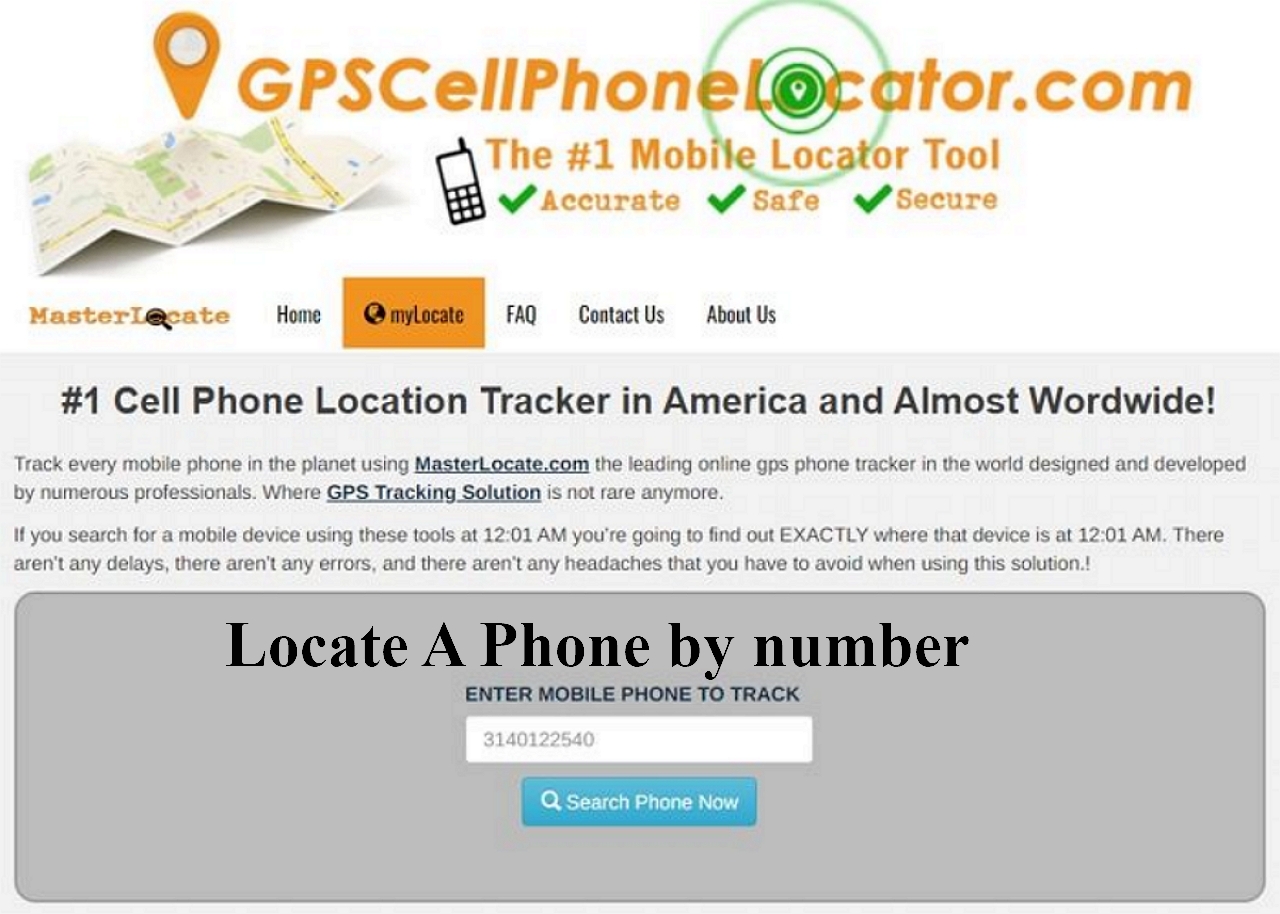 GPSCellPhoneLocator.com
The #1 Mobile Locator Tool
Accurate Safe Secure
MasterLocate Home myLocate FAQ Contact Us About Us
#1 Cell Phone Location Tracker in America and Almost Wordwide!
Track every mobile phone in the planet using MasterLocate.com the leading online gps phone tracker in the world designed and developed
by numerous professionals. Where GPS Tracking Solution is not rare anymore.
If you search for a mobile device using these tools at 12:01 AM you're going to find out EXACTLY where that device is at 12:01 AM. There
aren't any delays, there aren't any errors, and there aren't any headaches that you have to avoid when using this solution.!
Locate A Phone by number
ENTER MOBILE PHONE TO TRACK
3140122540
Search Phone Now